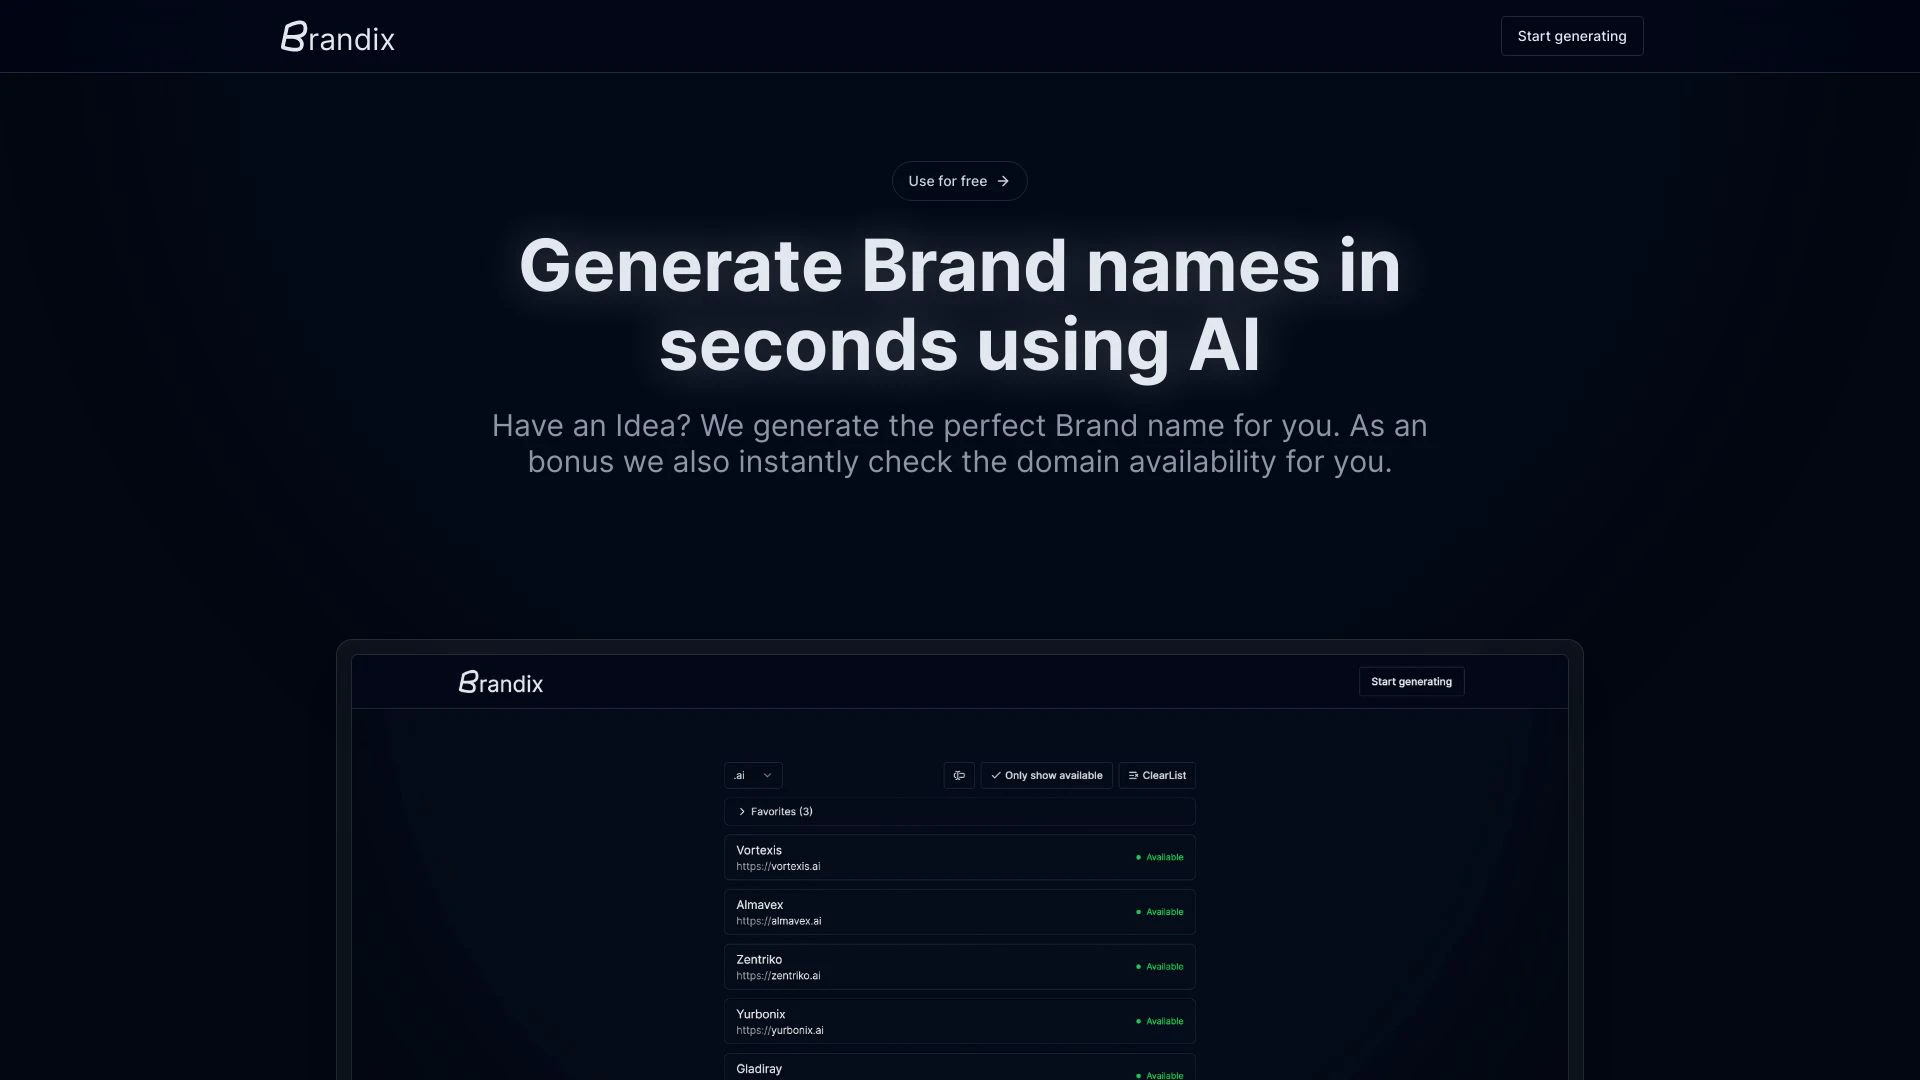 Brandix
Start generating
Use for free
Generate Brand names in
seconds using AI
Have an Idea? We generate the perfect Brand name for you. As an
bonus we also instantly check the domain availability for you.
Brandix
Start generating
.ai
Only show available
ClearList
Favorites (3)
Vortexis
https://vortexis.ai
Available
Almavex
https://almavex.ai
Available
Zentriko
https://zentriko.ai
Available
Yurbonix
https://yurbonix.ai
Available
Gladiray
Available